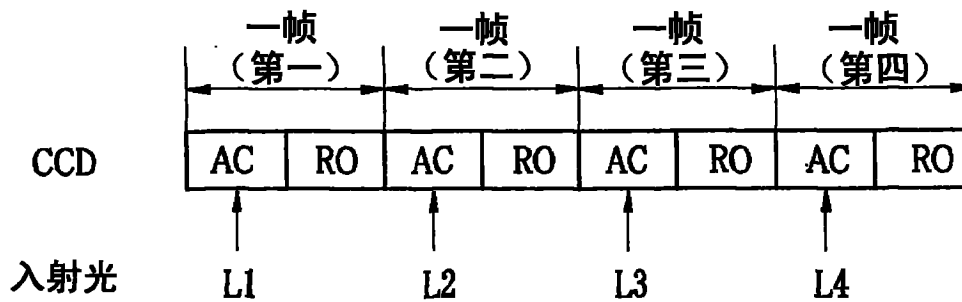 一帧 一帧 一帧 一帧
（第一） （第二） （第三） （第四）
CCD AC RO AC RO AC RO AC RO
入射光 L1 L2 L3 L4